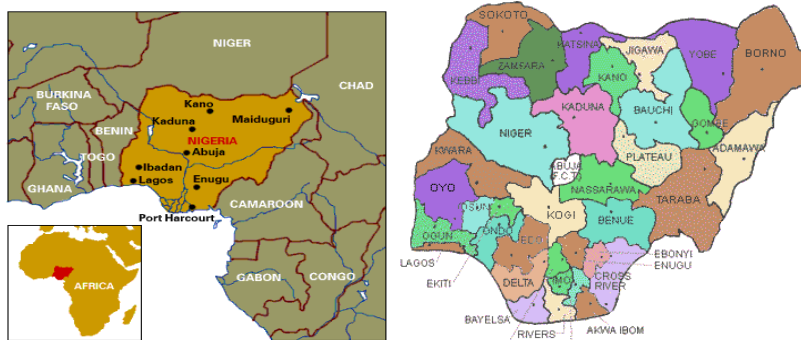 NIGER
CHAD
BURKINA
FASO
BENIN
TOGO
GHANA
Kano
Maiduguri
Kaduna
NIGERIA
Abuja
Ibadan
Lagos
Enugu
Port Harcourt
CAMAROON
GABON
CONGO
AFRICA
SOKOTO
KATSINA
JIGAWA
YOBE
BORNO
ZAMFARA
KEBBI
KANO
KADUNA
BAUCHI
GOMBE
NIGER
ADAMAWA
KWARA
ABUJA
(F.C.T)
PLATEAU
NASSARAWA
TARABA
OYO
KOGI
BENUE
OSUN
OGUN
ONDO
EDO
LAGOS
EKITI
DELTA
IMO
CROSS
RIVER
EBONYI
ENUGU
BAYELSA
RIVERS
AKWA IBOM